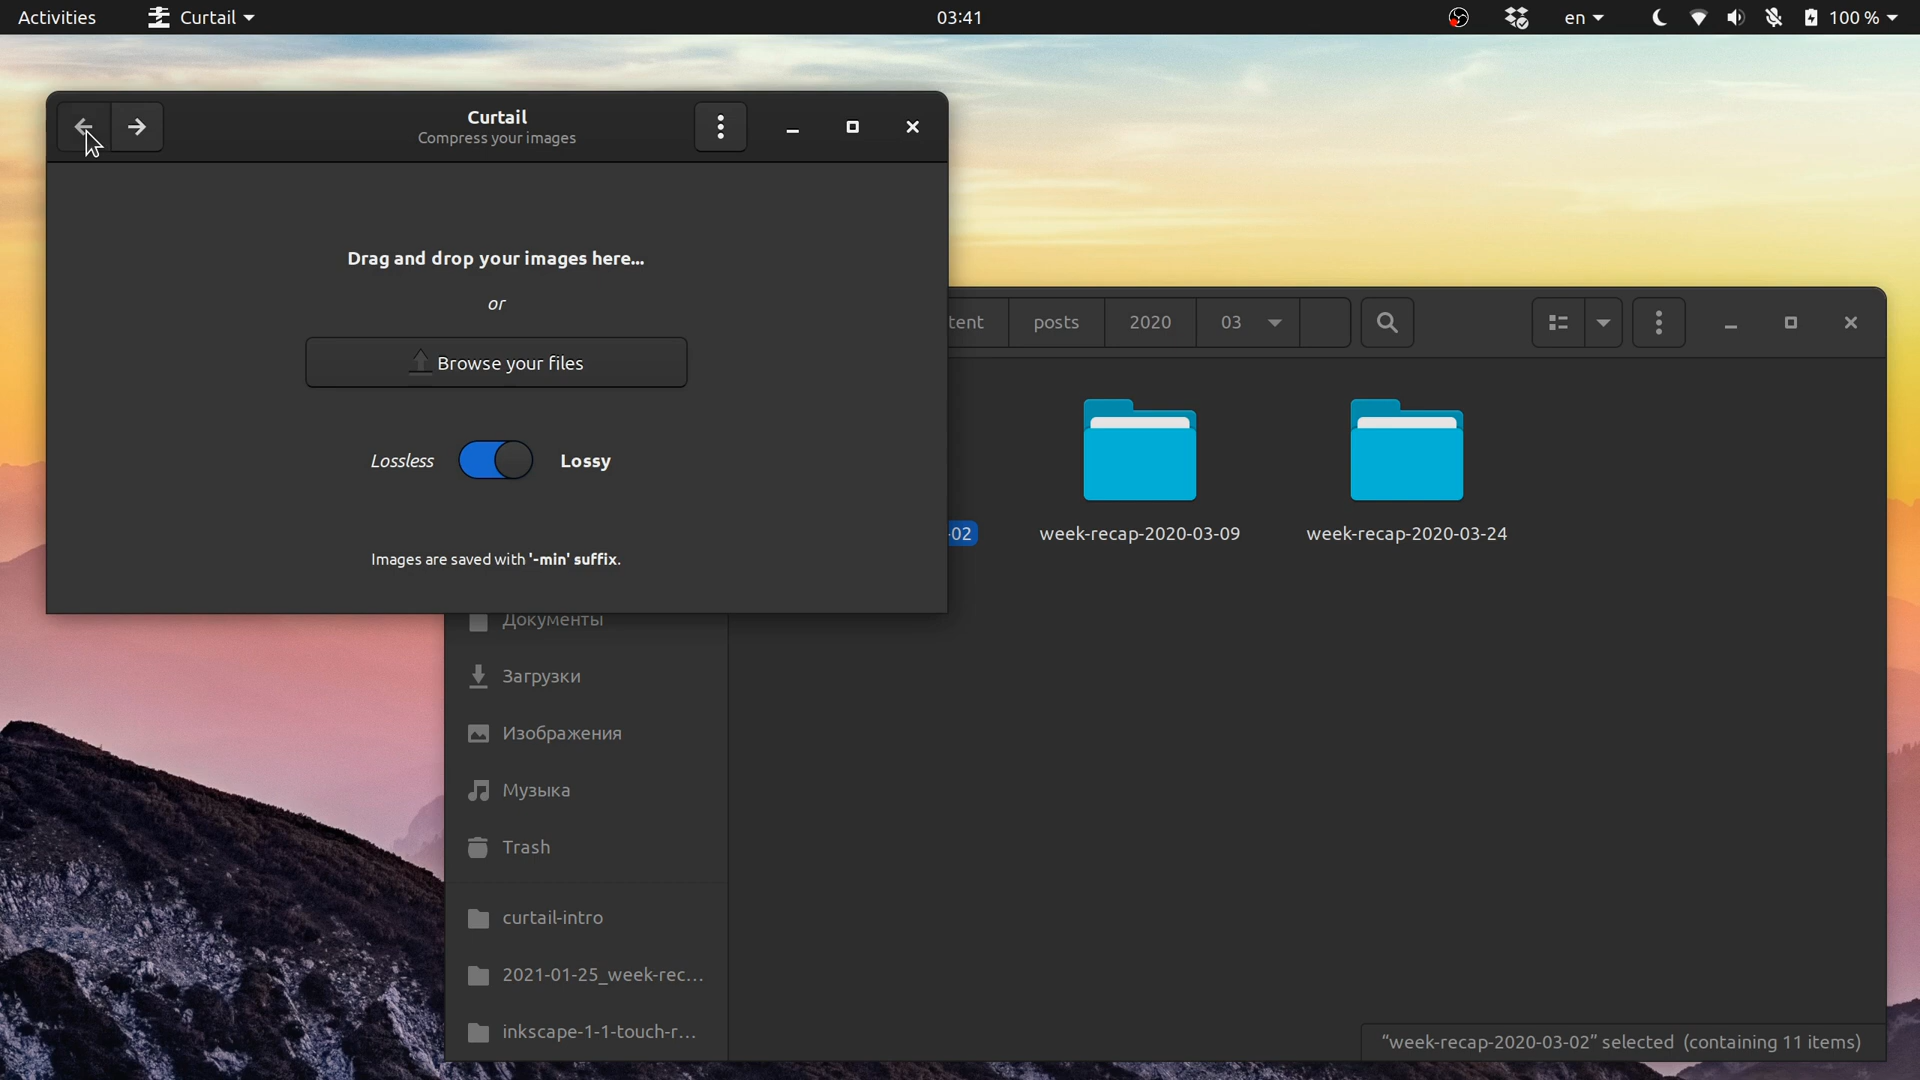 Activities
Curtail
03:41
en
100 %
Curtail
Compress your images
Drag and drop your images here...
or
Browse your files
Lossless
Lossy
Images are saved with '-min' suffix.
tent
posts
2020
03
-02
week-recap-2020-03-09
week-recap-2020-03-24
Документы
Загрузки
Изображения
Музыка
Trash
curtail-intro
2021-01-25_week-rec...
inkscape-1-1-touch-r...
“week-recap-2020-03-02” selected (containing 11 items)